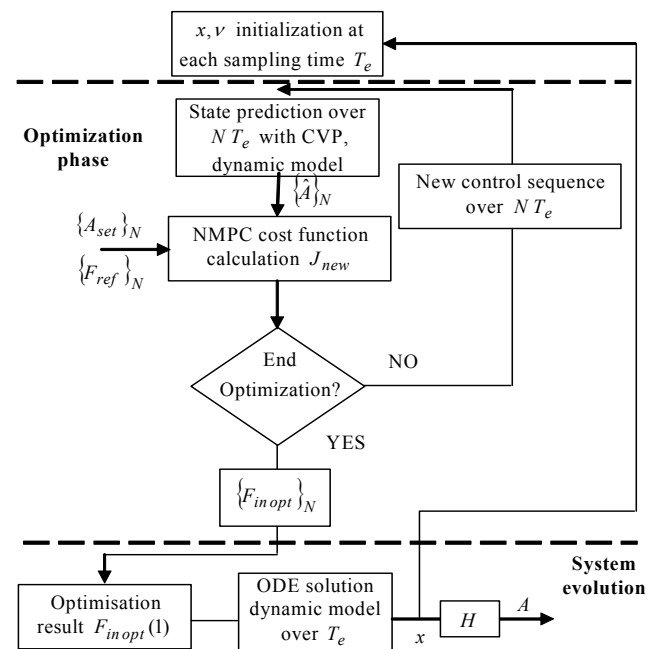 x, ν initialization at
each sampling time T_e
Optimization
phase
State prediction over
N T_e with CVP,
dynamic model
{Â}_N
New control sequence
over N T_e
{A_set}_N
{F_ref}_N
NMPC cost function
calculation J_new
End
Optimization?
NO
YES
{F_in opt}_N
System
evolution
Optimisation
result F_in opt(1)
ODE solution
dynamic model
over T_e
x
H
A